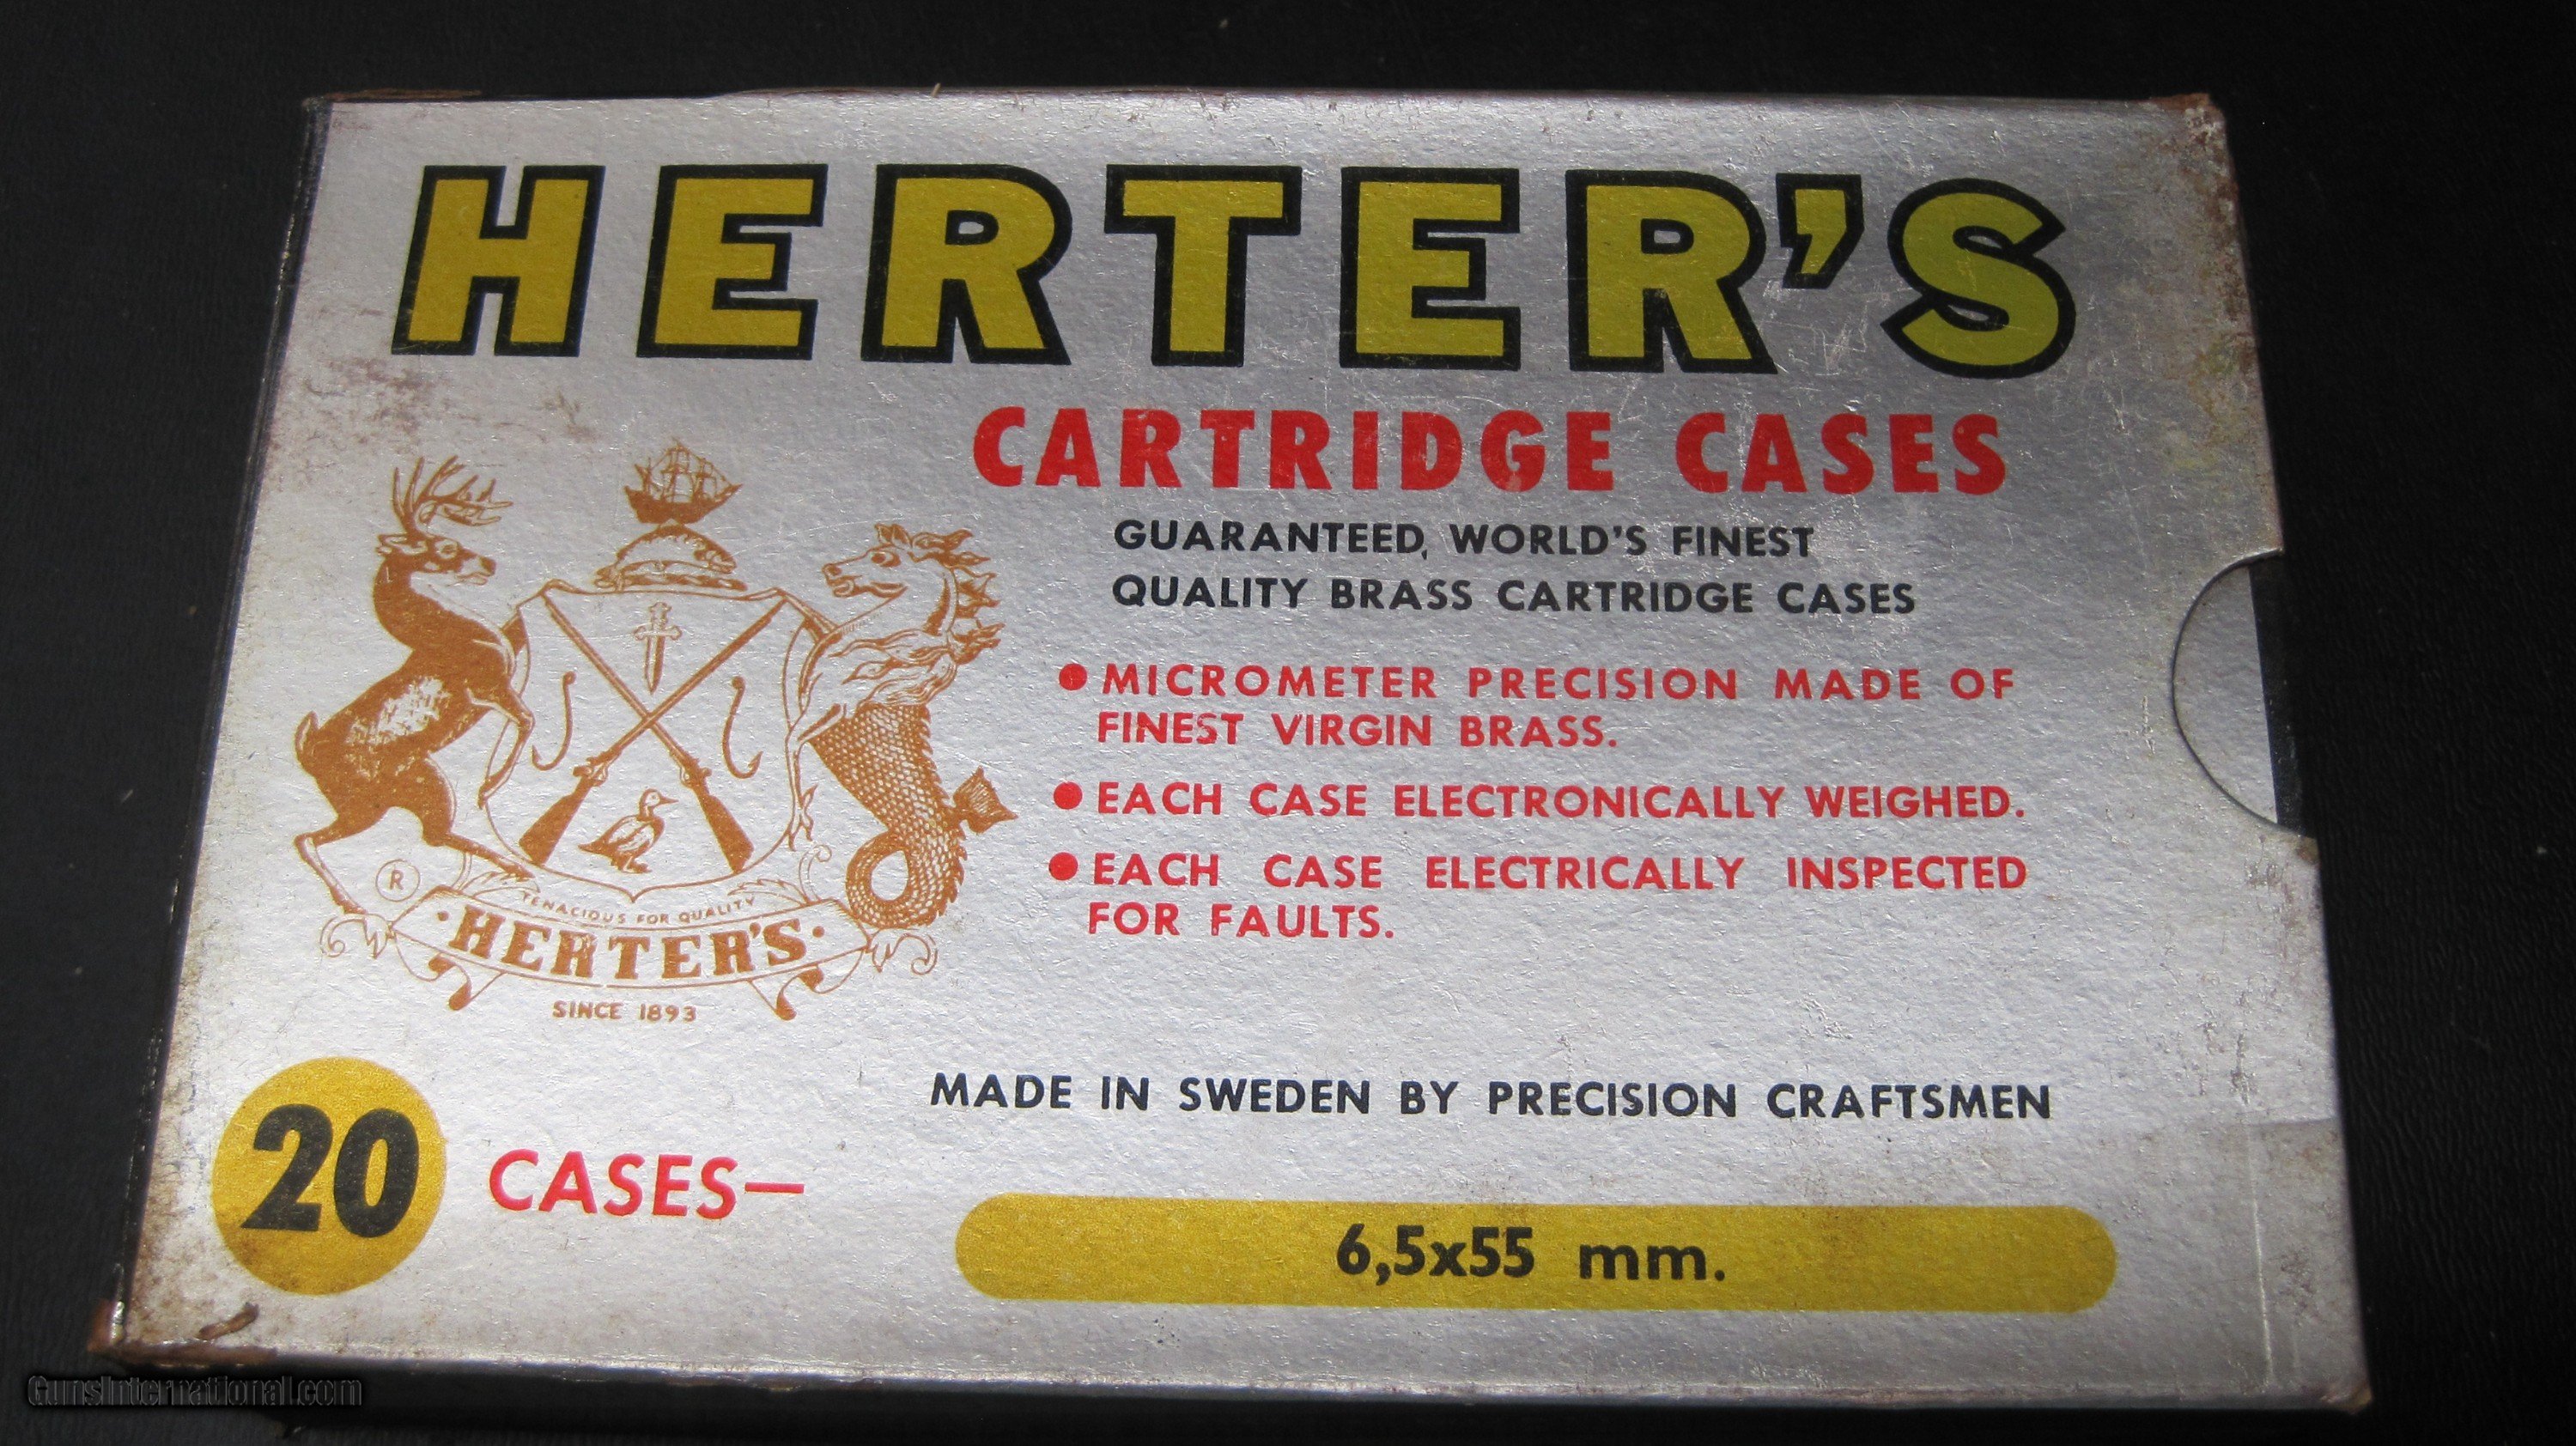 HERTER'S
CARTRIDGE CASES
GUARANTEED, WORLD'S FINEST
QUALITY BRASS CARTRIDGE CASES
● MICROMETER PRECISION MADE OF
FINEST VIRGIN BRASS.
● EACH CASE ELECTRONICALLY WEIGHED.
● EACH CASE ELECTRICALLY INSPECTED
FOR FAULTS.
®
TENACIOUS FOR QUALITY
·HERTER'S·
SINCE 1893
MADE IN SWEDEN BY PRECISION CRAFTSMEN
20 CASES—
6,5x55 mm.
GunsInternational.com